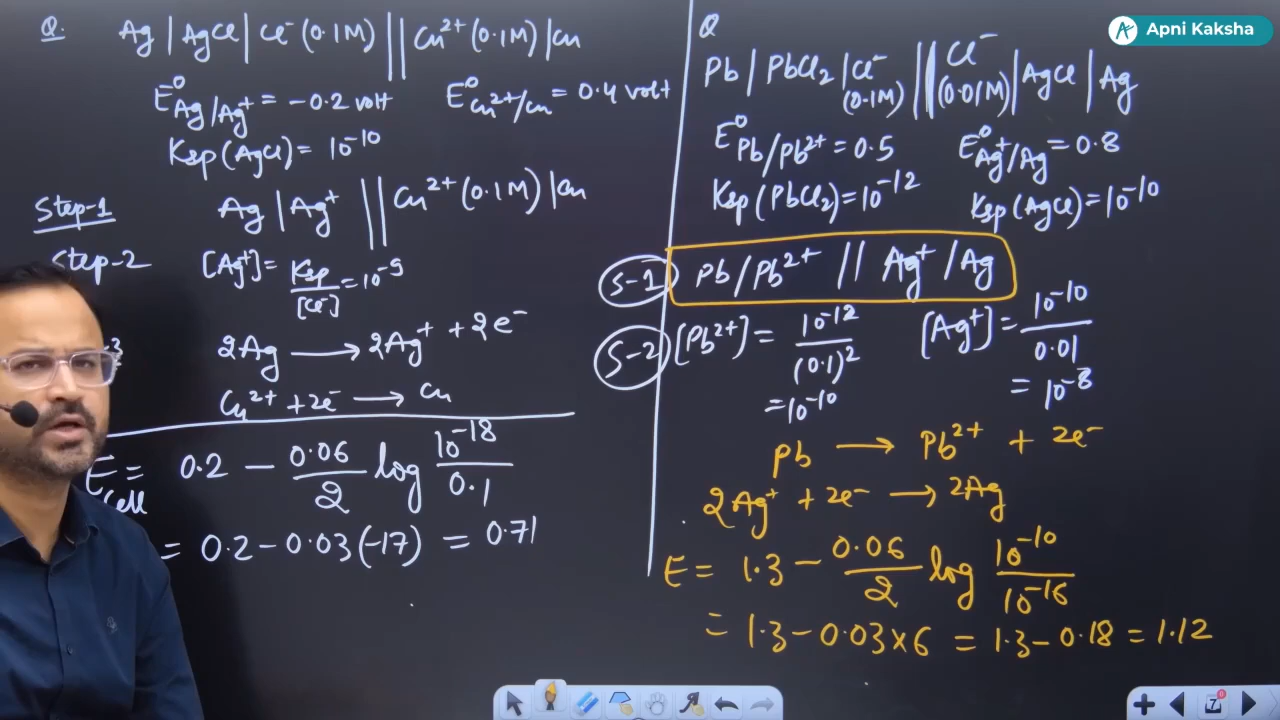 Apni Kaksha
Q. Ag | AgCl | Cl⁻ (0.1M) || Cu²⁺ (0.1M) | Cu
E⁰ Ag/Ag⁺ = -0.2 volt E⁰ Cu²⁺/Cu = 0.4 volt
Ksp (AgCl) = 10⁻¹⁰
Step-1 Ag | Ag⁺ || Cu²⁺ (0.1M) | Cu
Step-2 [Ag⁺] = Ksp/[Cl⁻] = 10⁻⁹
-3 2Ag → 2Ag⁺ + 2e⁻
Cu²⁺ + 2e⁻ → Cu
E Cell = 0.2 - 0.06/2 log 10⁻¹⁸/0.1
= 0.2 - 0.03 (-17) = 0.71
Q
Pb | PbCl₂ | Cl⁻ (0.1M) || Cl⁻ (0.01M) | AgCl | Ag
E⁰ Pb/Pb²⁺ = 0.5 E⁰ Ag⁺/Ag = 0.8
Ksp (PbCl₂) = 10⁻¹² Ksp (AgCl) = 10⁻¹⁰
S-1 Pb/Pb²⁺ // Ag⁺/Ag
S-2 [Pb²⁺] = 10⁻¹²/(0.1)² [Ag⁺] = 10⁻¹⁰/0.01
= 10⁻¹⁰ = 10⁻⁸
Pb → Pb²⁺ + 2e⁻
2Ag⁺ + 2e⁻ → 2Ag
E = 1.3 - 0.06/2 log 10⁻¹⁰/10⁻¹⁶
= 1.3 - 0.03 × 6 = 1.3 - 0.18 = 1.12
7